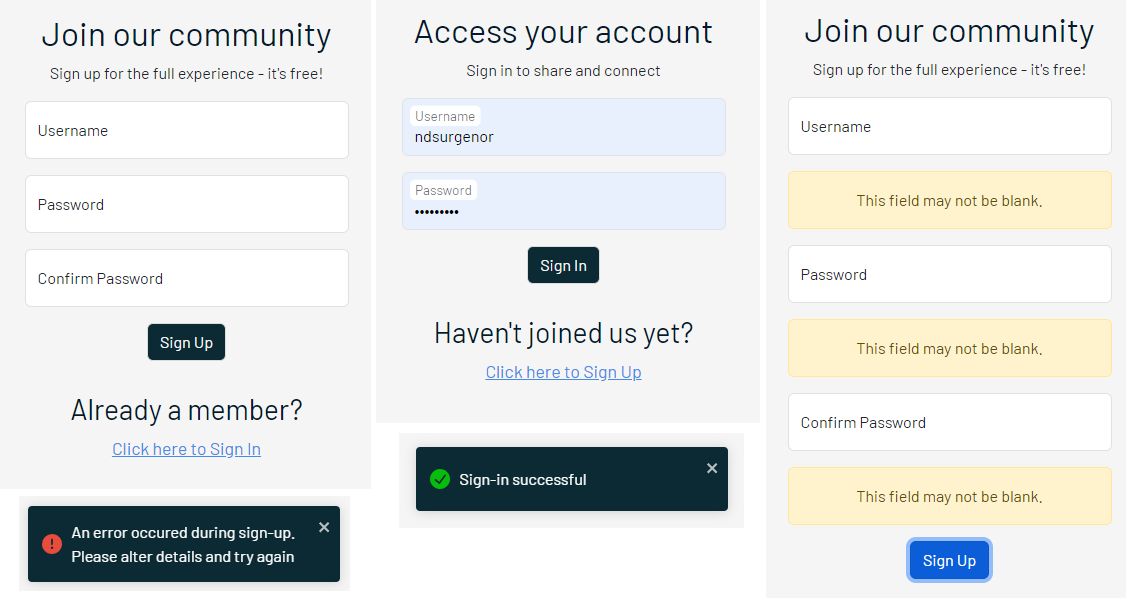 Join our community
Sign up for the full experience - it's free!
Username
Password
Confirm Password
Sign Up
Already a member?
Click here to Sign In
An error occured during sign-up.
Please alter details and try again
Access your account
Sign in to share and connect
Username
ndsurgenor
Password
•••••••••
Sign In
Haven't joined us yet?
Click here to Sign Up
Sign-in successful
Join our community
Sign up for the full experience - it's free!
Username
This field may not be blank.
Password
This field may not be blank.
Confirm Password
This field may not be blank.
Sign Up